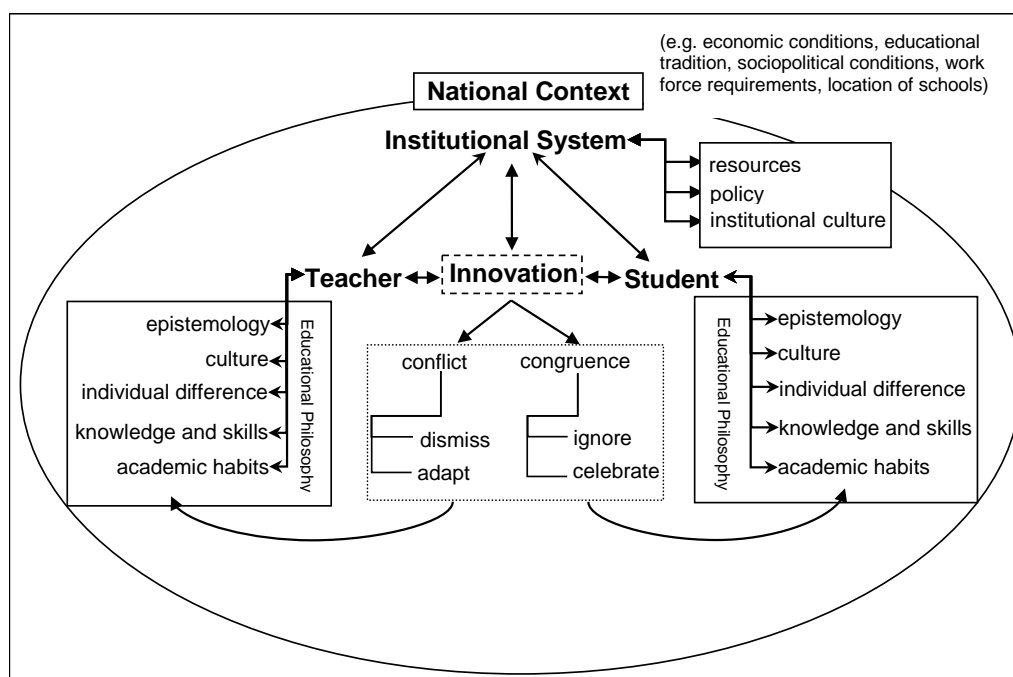 (e.g. economic conditions, educational
tradition, sociopolitical conditions, work
force requirements, location of schools)
National Context
Institutional System
resources
policy
institutional culture
Teacher
Innovation
Student
epistemology
culture
individual difference
knowledge and skills
academic habits
Educational Philosophy
conflict
dismiss
adapt
congruence
ignore
celebrate
Educational Philosophy
epistemology
culture
individual difference
knowledge and skills
academic habits